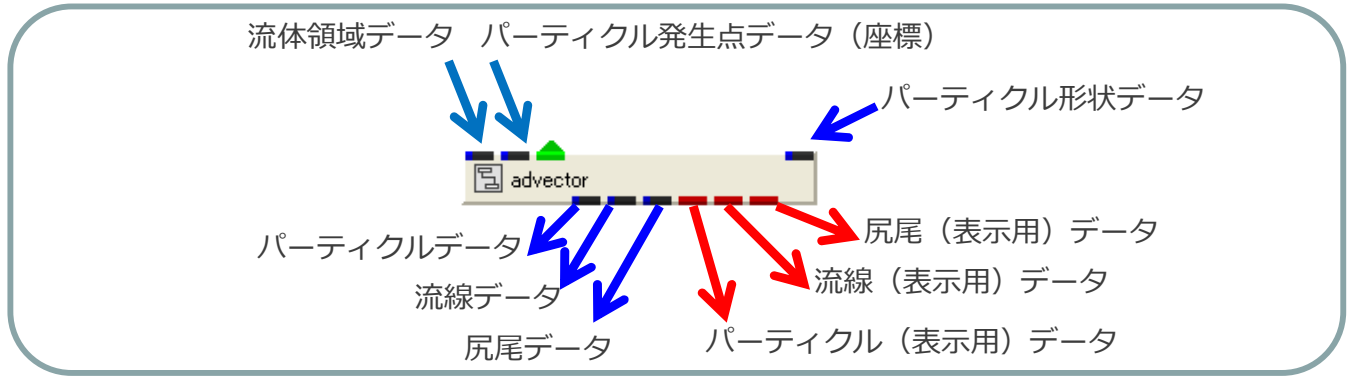 流体領域データ パーティクル発生点データ（座標）
パーティクル形状データ
advector
パーティクルデータ
流線データ
尻尾データ
尻尾（表示用）データ
流線（表示用）データ
パーティクル（表示用）データ